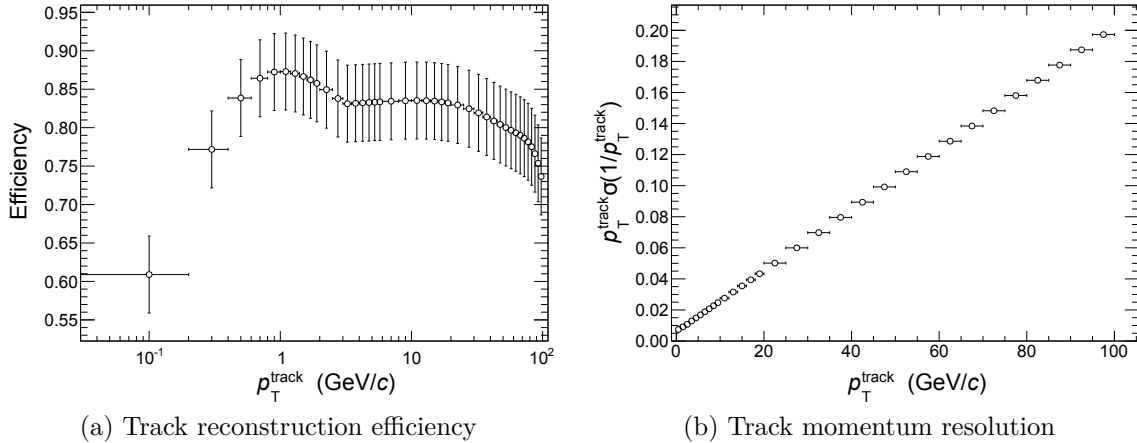 0.95
0.90
0.85
0.80
0.75
0.70
0.65
0.60
0.55
Efficiency
10⁻¹ 1 10 10²
p_T^track (GeV/c)
(a) Track reconstruction efficiency
0.20
0.18
0.16
0.14
0.12
0.10
0.08
0.06
0.04
0.02
0.00
p_T^track σ(1/p_T^track)
0 20 40 60 80 100
p_T^track (GeV/c)
(b) Track momentum resolution